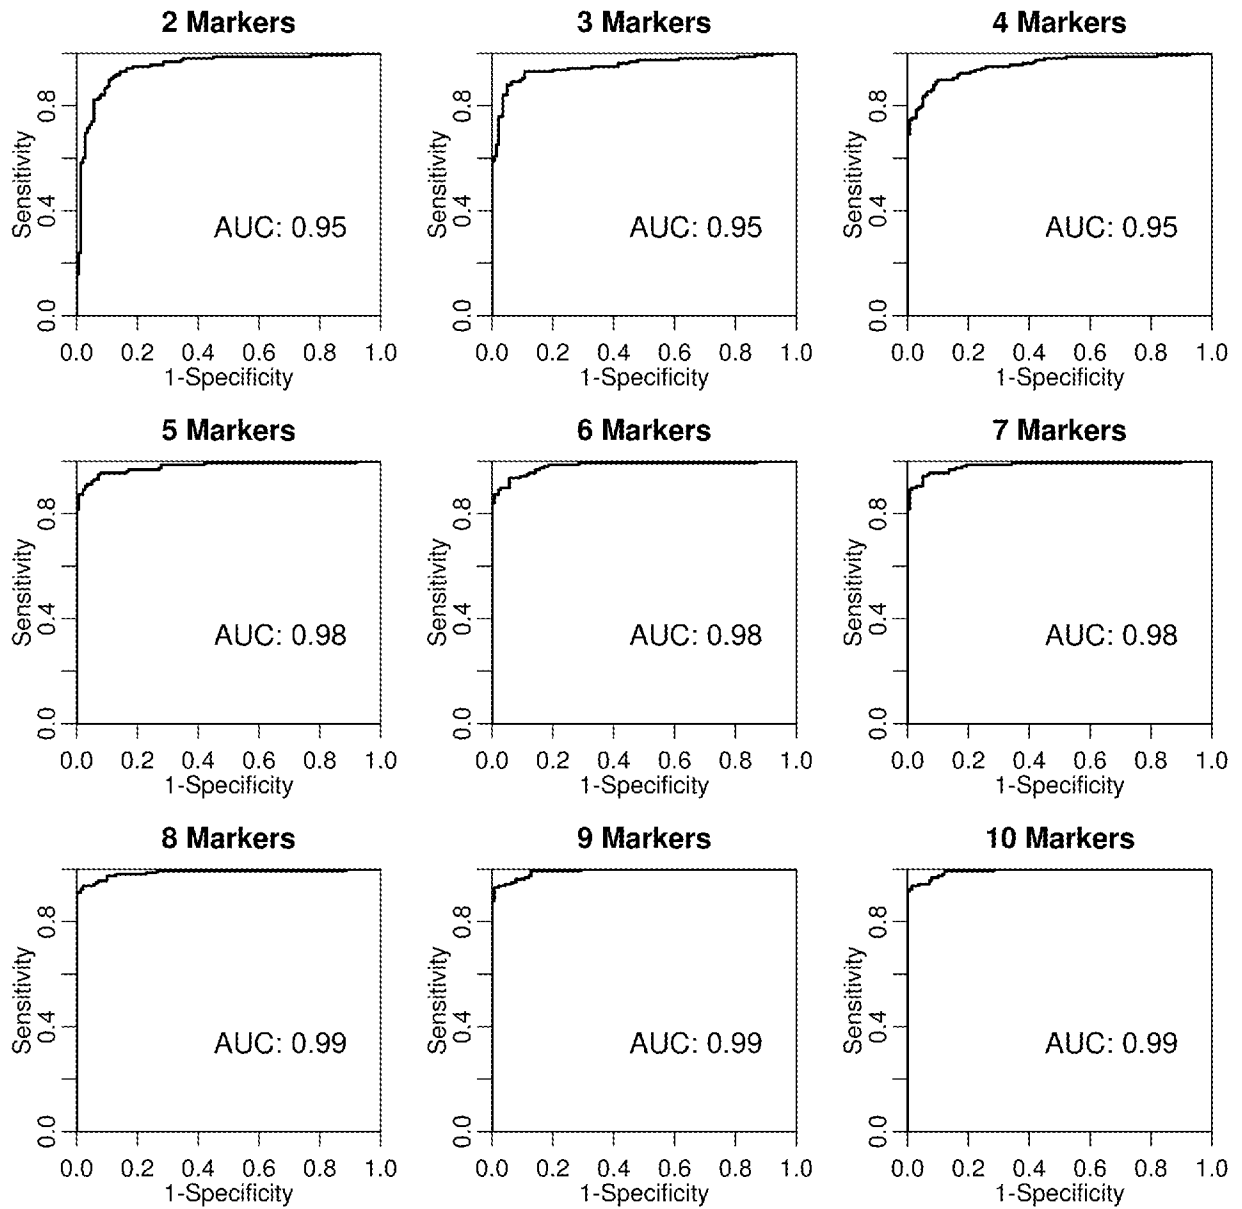 2 Markers
Sensitivity
0.0 0.4 0.8
AUC: 0.95
0.0 0.2 0.4 0.6 0.8 1.0
1-Specificity
3 Markers
Sensitivity
0.0 0.4 0.8
AUC: 0.95
0.0 0.2 0.4 0.6 0.8 1.0
1-Specificity
4 Markers
Sensitivity
0.0 0.4 0.8
AUC: 0.95
0.0 0.2 0.4 0.6 0.8 1.0
1-Specificity
5 Markers
Sensitivity
0.0 0.4 0.8
AUC: 0.98
0.0 0.2 0.4 0.6 0.8 1.0
1-Specificity
6 Markers
Sensitivity
0.0 0.4 0.8
AUC: 0.98
0.0 0.2 0.4 0.6 0.8 1.0
1-Specificity
7 Markers
Sensitivity
0.0 0.4 0.8
AUC: 0.98
0.0 0.2 0.4 0.6 0.8 1.0
1-Specificity
8 Markers
Sensitivity
0.0 0.4 0.8
AUC: 0.99
0.0 0.2 0.4 0.6 0.8 1.0
1-Specificity
9 Markers
Sensitivity
0.0 0.4 0.8
AUC: 0.99
0.0 0.2 0.4 0.6 0.8 1.0
1-Specificity
10 Markers
Sensitivity
0.0 0.4 0.8
AUC: 0.99
0.0 0.2 0.4 0.6 0.8 1.0
1-Specificity